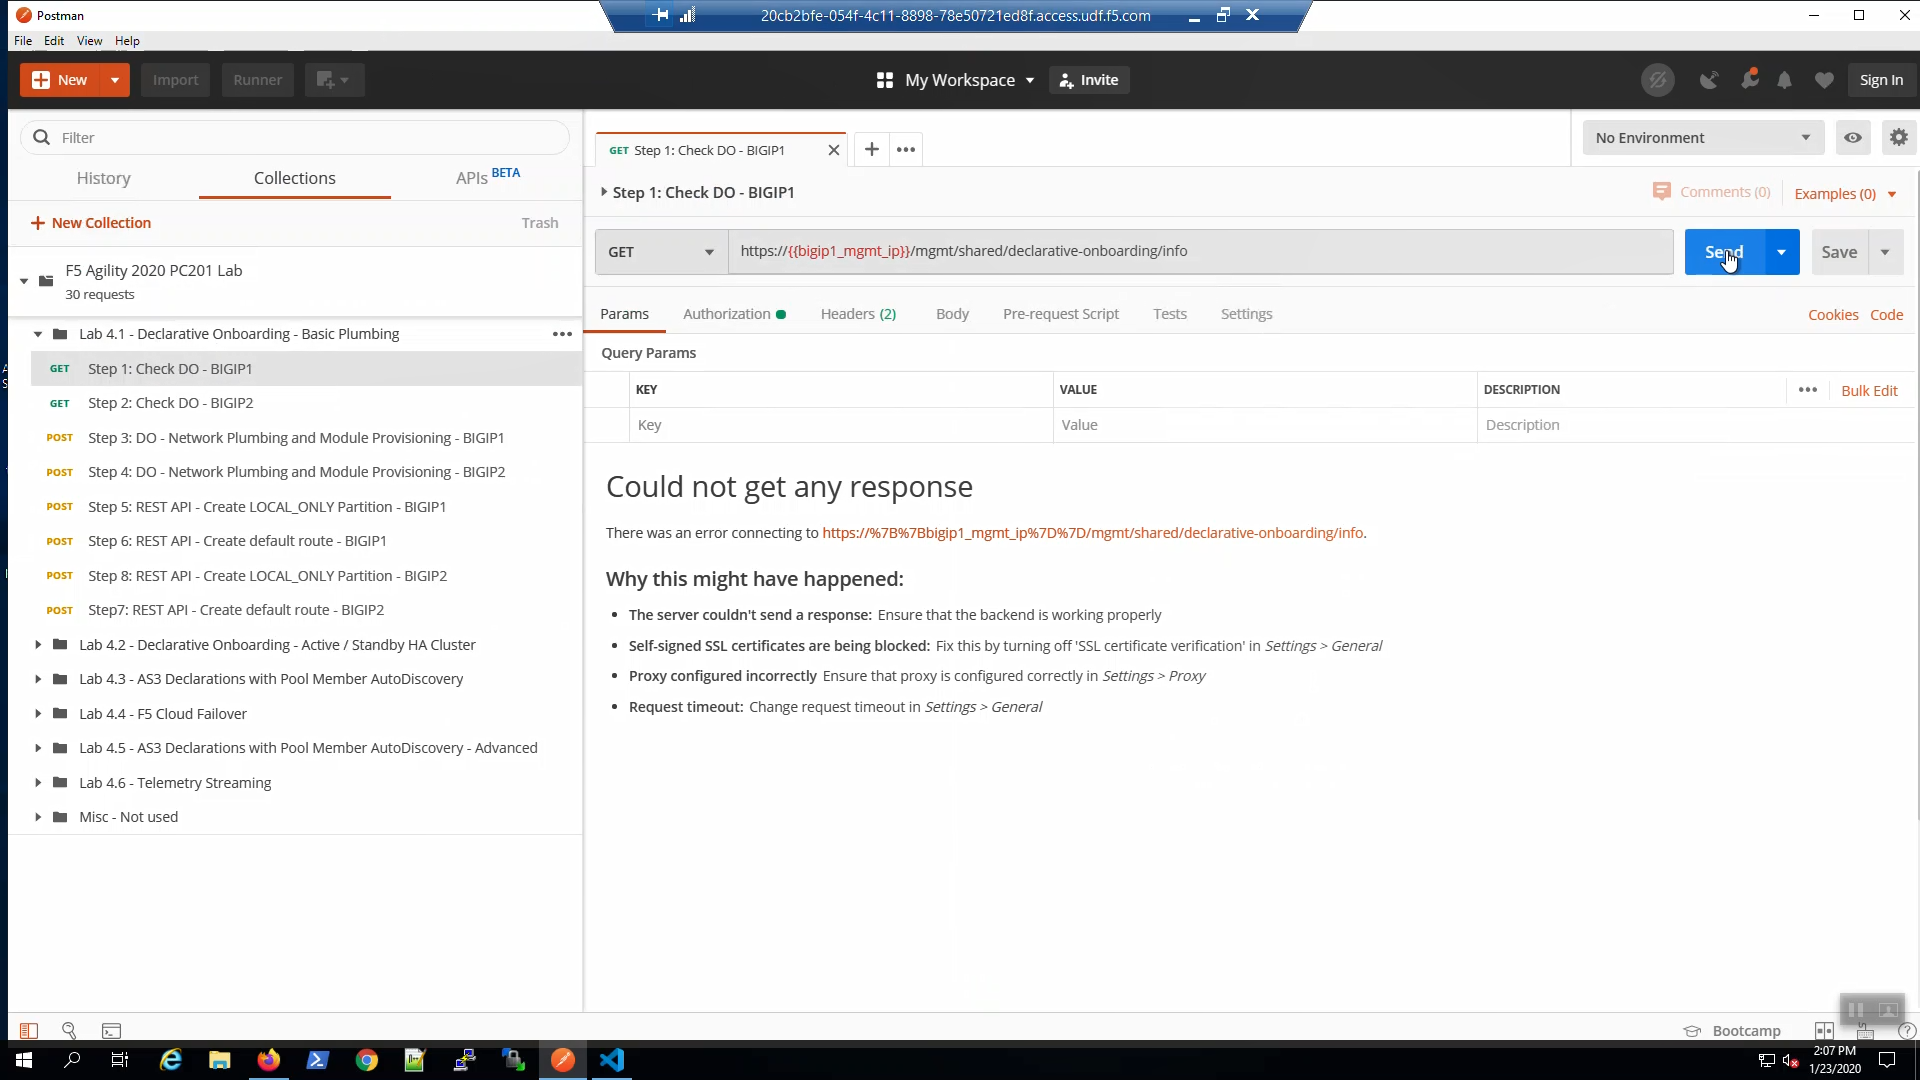 Postman
20cb2bfe-054f-4c11-8898-78e50721ed8f.access.udf.f5.com
File Edit View Help
New
Import
Runner
My Workspace
Invite
Sign In
Filter
History
Collections
APIs BETA
New Collection
Trash
F5 Agility 2020 PC201 Lab
30 requests
Lab 4.1 - Declarative Onboarding - Basic Plumbing
GET Step 1: Check DO - BIGIP1
GET Step 2: Check DO - BIGIP2
POST Step 3: DO - Network Plumbing and Module Provisioning - BIGIP1
POST Step 4: DO - Network Plumbing and Module Provisioning - BIGIP2
POST Step 5: REST API - Create LOCAL_ONLY Partition - BIGIP1
POST Step 6: REST API - Create default route - BIGIP1
POST Step 8: REST API - Create LOCAL_ONLY Partition - BIGIP2
POST Step7: REST API - Create default route - BIGIP2
Lab 4.2 - Declarative Onboarding - Active / Standby HA Cluster
Lab 4.3 - AS3 Declarations with Pool Member AutoDiscovery
Lab 4.4 - F5 Cloud Failover
Lab 4.5 - AS3 Declarations with Pool Member AutoDiscovery - Advanced
Lab 4.6 - Telemetry Streaming
Misc - Not used
GET Step 1: Check DO - BIGIP1
No Environment
Step 1: Check DO - BIGIP1
Comments (0)
Examples (0)
GET
https://{{bigip1_mgmt_ip}}/mgmt/shared/declarative-onboarding/info
Send
Save
Params
Authorization
Headers (2)
Body
Pre-request Script
Tests
Settings
Cookies
Code
Query Params
KEY VALUE DESCRIPTION
Bulk Edit
Key Value Description
Could not get any response
There was an error connecting to https://%7B%7Bbigip1_mgmt_ip%7D%7D/mgmt/shared/declarative-onboarding/info.
Why this might have happened:
The server couldn't send a response: Ensure that the backend is working properly
Self-signed SSL certificates are being blocked: Fix this by turning off 'SSL certificate verification' in Settings > General
Proxy configured incorrectly Ensure that proxy is configured correctly in Settings > Proxy
Request timeout: Change request timeout in Settings > General
Bootcamp
2:07 PM
1/23/2020